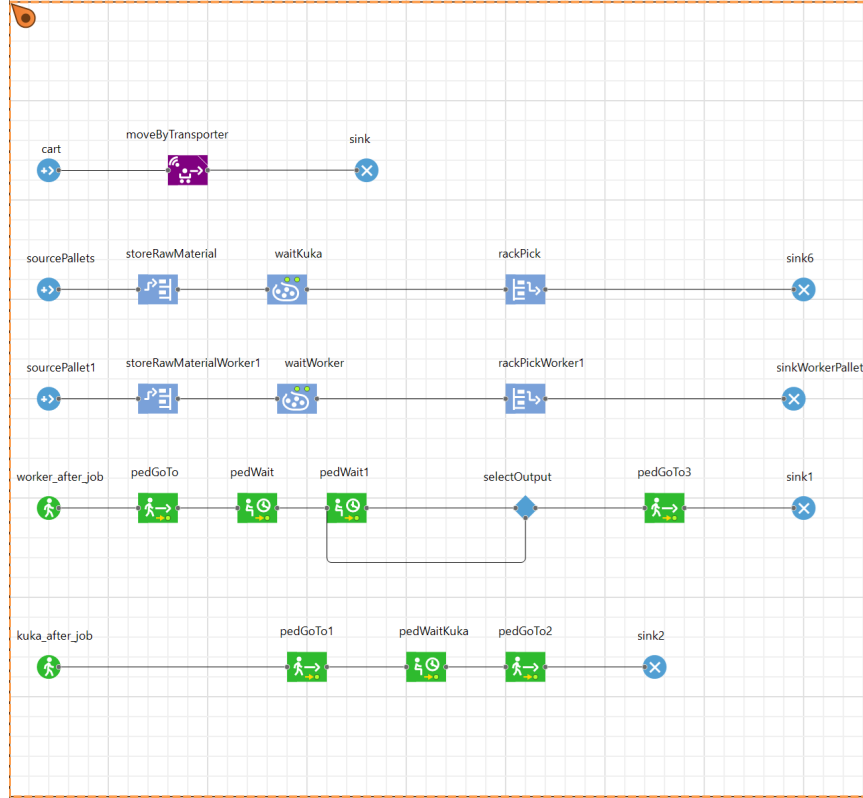 cart
moveByTransporter
sink
sourcePallets
storeRawMaterial
waitKuka
rackPick
sink6
sourcePallet1
storeRawMaterialWorker1
waitWorker
rackPickWorker1
sinkWorkerPallet
worker_after_job
pedGoTo
pedWait
pedWait1
selectOutput
pedGoTo3
sink1
kuka_after_job
pedGoTo1
pedWaitKuka
pedGoTo2
sink2